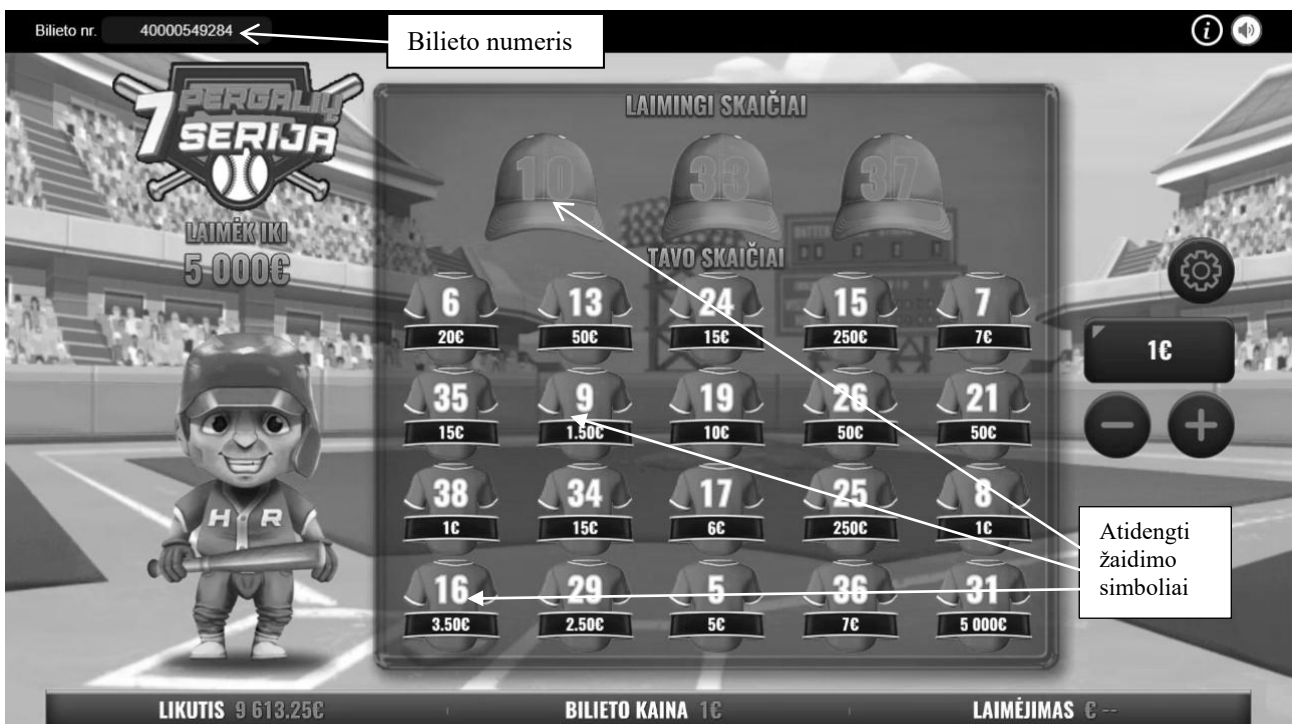 Bilieto nr. 40000549284
Bilieto numeris
i
7 PERGALIŲ
SERIJA
LAIMĖK IKI
5 000€
LAIMINGI SKAIČIAI
10 33 37
TAVO SKAIČIAI
6 13 24 15 7
20€ 50€ 15€ 250€ 7€
35 9 19 26 21
15€ 1.50€ 10€ 50€ 50€
38 34 17 25 8
1€ 15€ 6€ 250€ 1€
16 29 5 36 31
3.50€ 2.50€ 5€ 7€ 5 000€
1€
− +
H R
Atidengti
žaidimo
simboliai
LIKUTIS 9 613.25€ BILIETO KAINA 1€ LAIMĖJIMAS € --